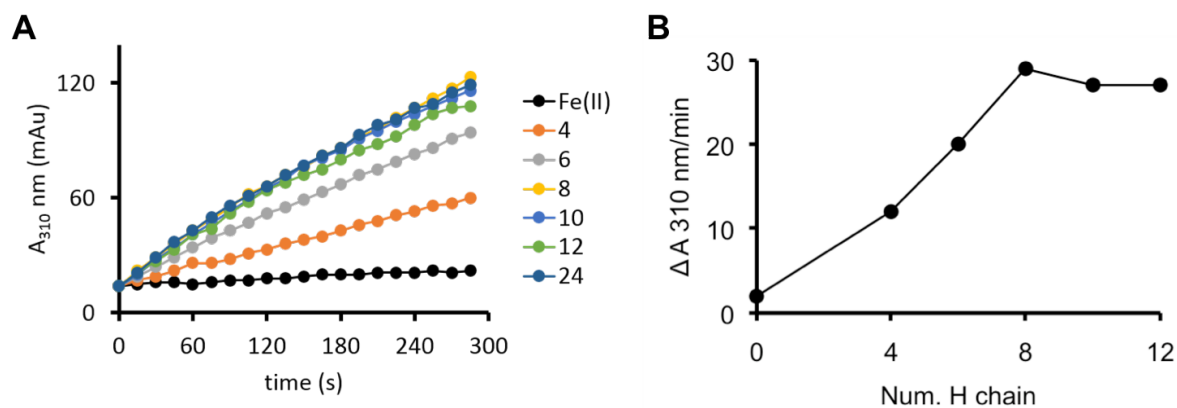 A
A310 nm (mAu)
120
60
0
0 60 120 180 240 300
time (s)
Fe(II)
4
6
8
10
12
24
B
Δ A 310 nm/min
30
20
10
0
0 4 8 12
Num. H chain